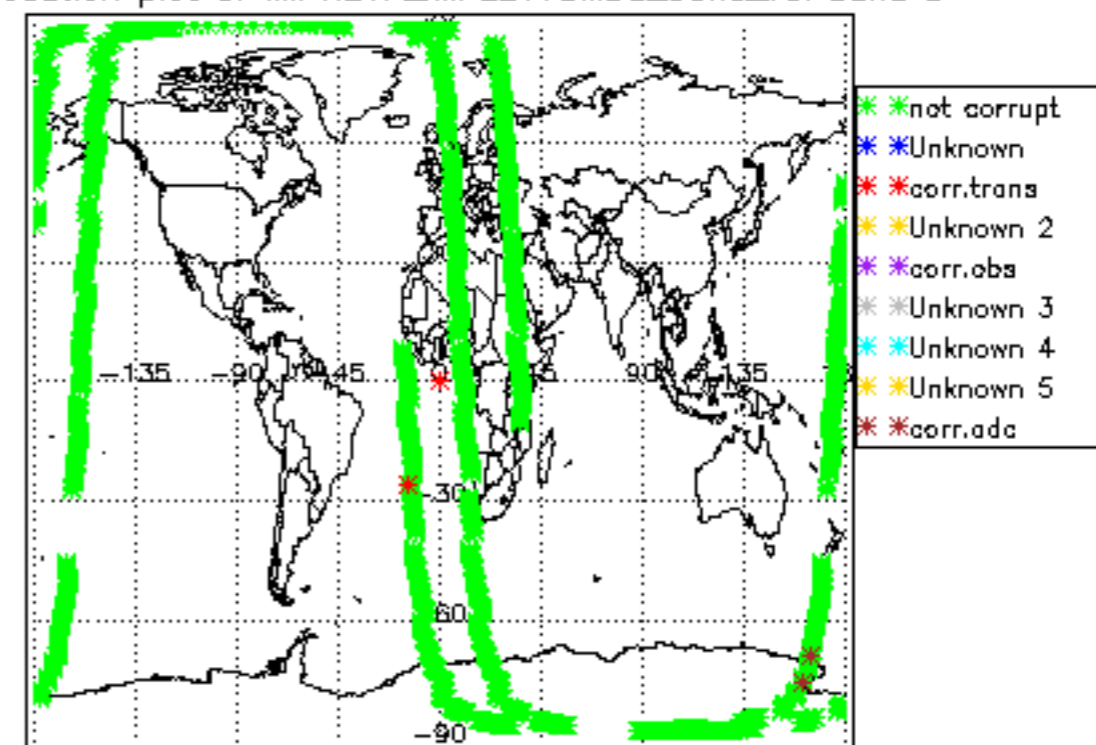 not corrupt
Unknown
corr.trans
Unknown 2
corr.obs
Unknown 3
Unknown 4
Unknown 5
corr.adc
-135 -90 45 90 135
-30
60
-90